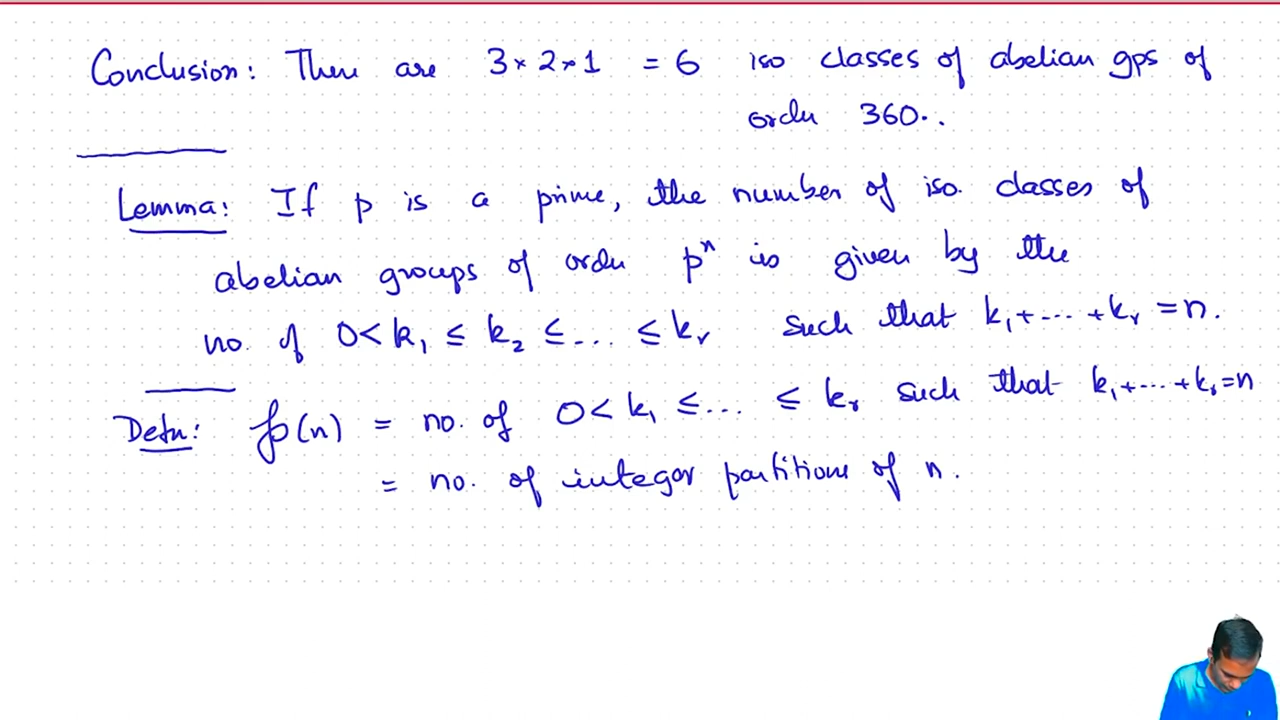 Conclusion: There are 3×2×1 = 6 iso classes of abelian gps of
order 360..
Lemma: If p is a prime, the number of iso. classes of
abelian groups of order pⁿ is given by the
no. of 0 < k₁ ≤ k₂ ≤ ... ≤ kᵣ such that k₁+ ⋯ +kᵣ = n.
Defn: ℘(n) = no. of 0 < k₁ ≤ ... ≤ kᵣ such that k₁+⋯+kᵣ=n
= no. of integer partitions of n.